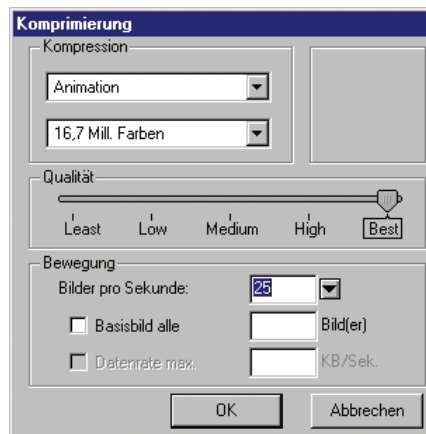 Komprimierung
Kompression
Animation
16,7 Mill. Farben
Qualität
Least Low Medium High Best
Bewegung
Bilder pro Sekunde: 25
Basisbild alle Bild(er)
Datenrate max. KB/Sek.
OK Abbrechen